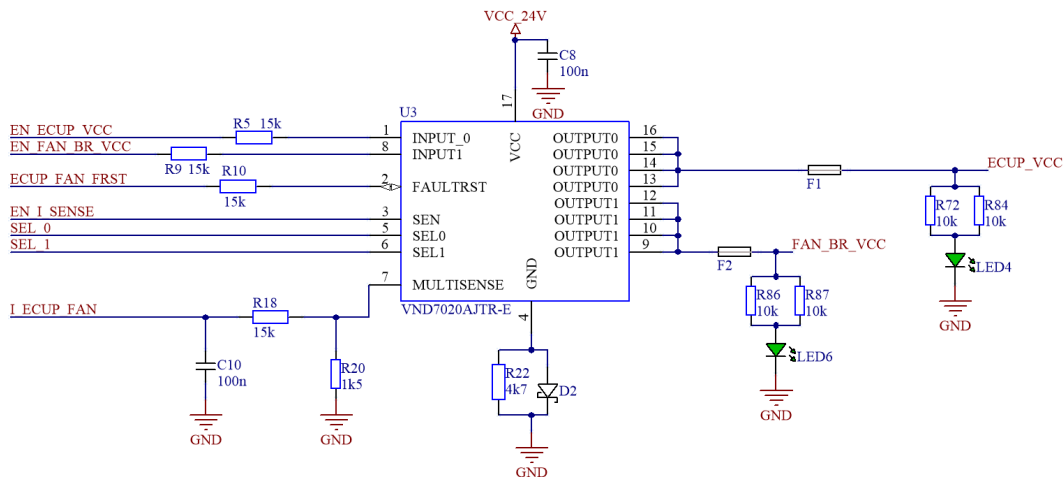 VCC_24V
C8
100n
GND
U3
17
EN_ECUP_VCC
R5 15k
1
INPUT_0
VCC
OUTPUT0
16
EN_FAN_BR_VCC
R9 15k
8
INPUT1
OUTPUT0
15
ECUP_FAN_FRST
R10
15k
2
FAULTRST
OUTPUT0
14
OUTPUT0
13
F1
ECUP_VCC
EN_I_SENSE
3
SEN
OUTPUT1
12
OUTPUT1
11
SEL_0
5
SEL0
OUTPUT1
10
SEL_1
6
SEL1
OUTPUT1
9
F2
FAN_BR_VCC
R72
10k
R84
10k
LED4
GND
7
MULTISENSE
GND
4
VND7020AJTR-E
I_ECUP_FAN
R18
15k
C10
100n
GND
R20
1k5
GND
R22
4k7
D2
GND
R86
10k
R87
10k
LED6
GND